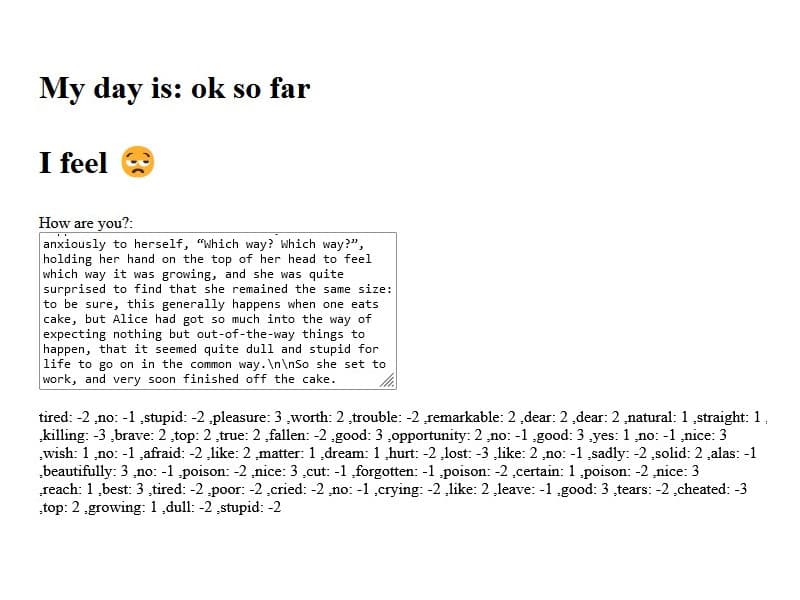 My day is: ok so far
I feel 😒
How are you?:
anxiously to herself, “Which way? Which way?”,
holding her hand on the top of her head to feel
which way it was growing, and she was quite
surprised to find that she remained the same size:
to be sure, this generally happens when one eats
cake, but Alice had got so much into the way of
expecting nothing but out-of-the-way things to
happen, that it seemed quite dull and stupid for
life to go on in the common way.\n\nSo she set to
work, and very soon finished off the cake.
tired: -2 ,no: -1 ,stupid: -2 ,pleasure: 3 ,worth: 2 ,trouble: -2 ,remarkable: 2 ,dear: 2 ,dear: 2 ,natural: 1 ,straight: 1 ,
,killing: -3 ,brave: 2 ,top: 2 ,true: 2 ,fallen: -2 ,good: 3 ,opportunity: 2 ,no: -1 ,good: 3 ,yes: 1 ,no: -1 ,nice: 3
,wish: 1 ,no: -1 ,afraid: -2 ,like: 2 ,matter: 1 ,dream: 1 ,hurt: -2 ,lost: -3 ,like: 2 ,no: -1 ,sadly: -2 ,solid: 2 ,alas: -1
,beautifully: 3 ,no: -1 ,poison: -2 ,nice: 3 ,cut: -1 ,forgotten: -1 ,poison: -2 ,certain: 1 ,poison: -2 ,nice: 3
,reach: 1 ,best: 3 ,tired: -2 ,poor: -2 ,cried: -2 ,no: -1 ,crying: -2 ,like: 2 ,leave: -1 ,good: 3 ,tears: -2 ,cheated: -3
,top: 2 ,growing: 1 ,dull: -2 ,stupid: -2